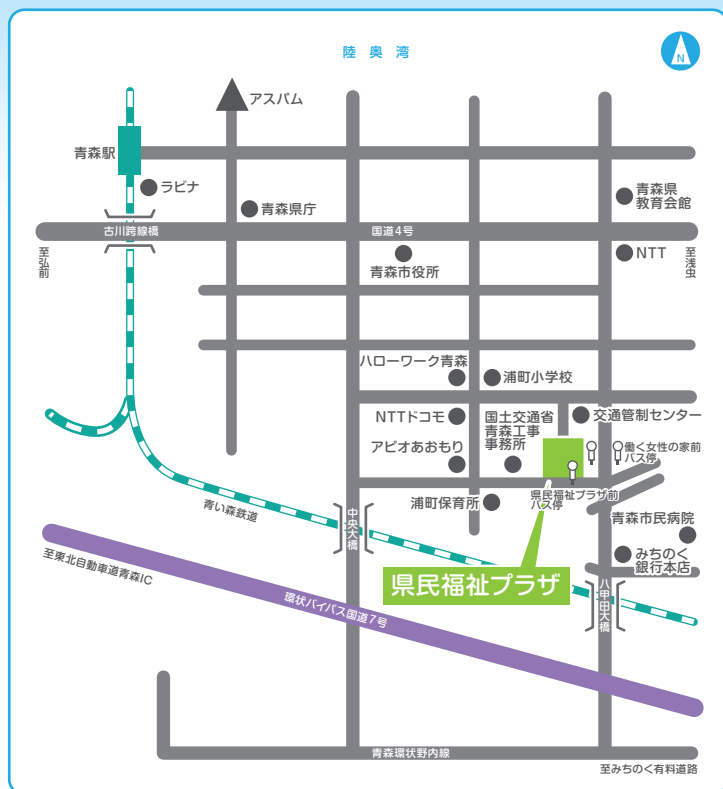 陸奥湾
N
アスパム
青森駅
ラビナ
青森県庁
青森県
教育会館
古川跨線橋
国道4号
至弘前
青森市役所
NTT
至浅虫
ハローワーク青森
浦町小学校
NTTドコモ
国土交通省
青森工事
事務所
交通管制センター
アピオあおもり
働く女性の家前
バス停
県民福祉プラザ前
バス停
浦町保育所
青い森鉄道
中央大橋
青森市民病院
みちのく
銀行本店
至東北自動車道青森IC
県民福祉プラザ
八甲田大橋
環状バイパス国道7号
青森環状野内線
至みちのく有料道路